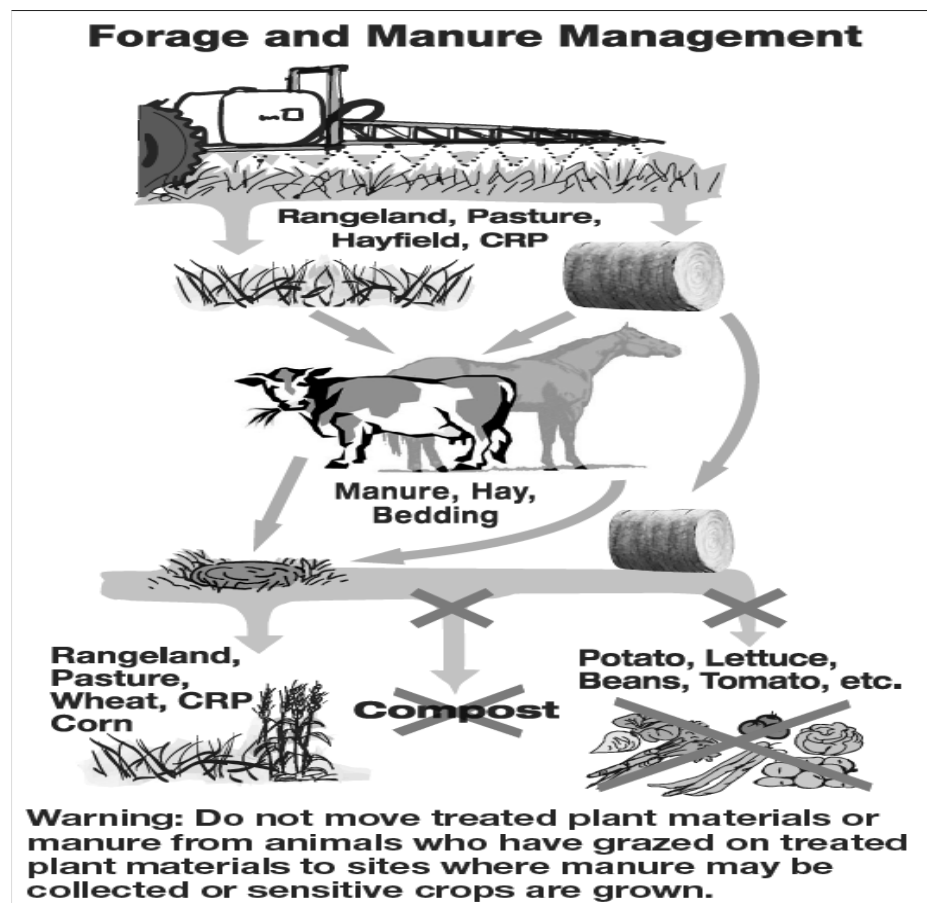 Forage and Manure Management
Rangeland, Pasture,
Hayfield, CRP
Manure, Hay,
Bedding
Rangeland,
Pasture,
Wheat, CRP
Corn
Compost
Potato, Lettuce,
Beans, Tomato, etc.
Warning: Do not move treated plant materials or
manure from animals who have grazed on treated
plant materials to sites where manure may be
collected or sensitive crops are grown.